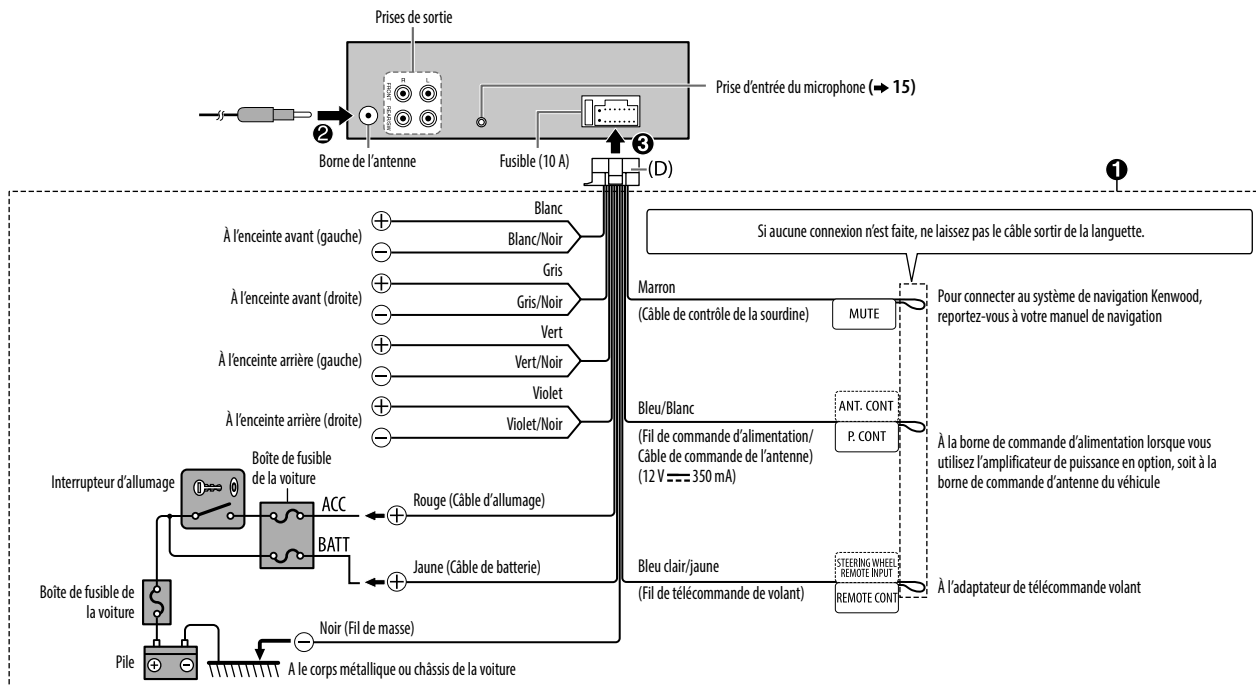 Prises de sortie
R L
FRONT
REAR/SW
Prise d'entrée du microphone (➜ 15)
❷
Borne de l'antenne
Fusible (10 A)
❸
(D)
❶
Blanc
À l'enceinte avant (gauche)
Blanc/Noir
Gris
À l'enceinte avant (droite)
Gris/Noir
Vert
À l'enceinte arrière (gauche)
Vert/Noir
Violet
À l'enceinte arrière (droite)
Violet/Noir
Si aucune connexion n'est faite, ne laissez pas le câble sortir de la languette.
Marron
(Câble de contrôle de la sourdine)
MUTE
Pour connecter au système de navigation Kenwood,
reportez-vous à votre manuel de navigation
Bleu/Blanc
(Fil de commande d'alimentation/
Câble de commande de l'antenne)
(12 V ⎓ 350 mA)
ANT. CONT
P. CONT
À la borne de commande d'alimentation lorsque vous
utilisez l'amplificateur de puissance en option, soit à la
borne de commande d'antenne du véhicule
Interrupteur d'allumage
Boîte de fusible
de la voiture
ACC
Rouge (Câble d'allumage)
BATT
Jaune (Câble de batterie)
Bleu clair/jaune
(Fil de télécommande de volant)
STEERING WHEEL
REMOTE INPUT
REMOTE CONT
À l'adaptateur de télécommande volant
Boîte de fusible de
la voiture
Noir (Fil de masse)
Pile
A le corps métallique ou châssis de la voiture